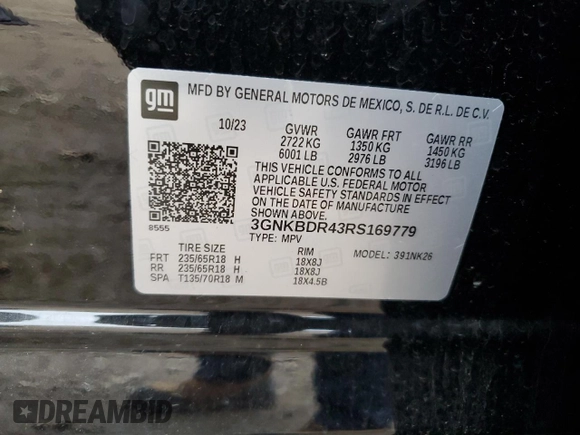 gm
MFD BY GENERAL MOTORS DE MEXICO, S. DE R.L. DE C.V.
10/23 GVWR GAWR FRT GAWR RR
2722 KG 1350 KG 1450 KG
6001 LB 2976 LB 3196 LB
THIS VEHICLE CONFORMS TO ALL
APPLICABLE U.S. FEDERAL MOTOR
VEHICLE SAFETY STANDARDS IN EFFECT
ON THE DATE OF MANUFACTURE
SHOWN ABOVE.
8555 3GNKBDR43RS169779
TYPE: MPV MODEL: 391NK26
TIRE SIZE RIM
FRT 235/65R18 H 18X8J
RR 235/65R18 H 18X8J
SPA T135/70R18 M 18X4.5B
DREAMBID